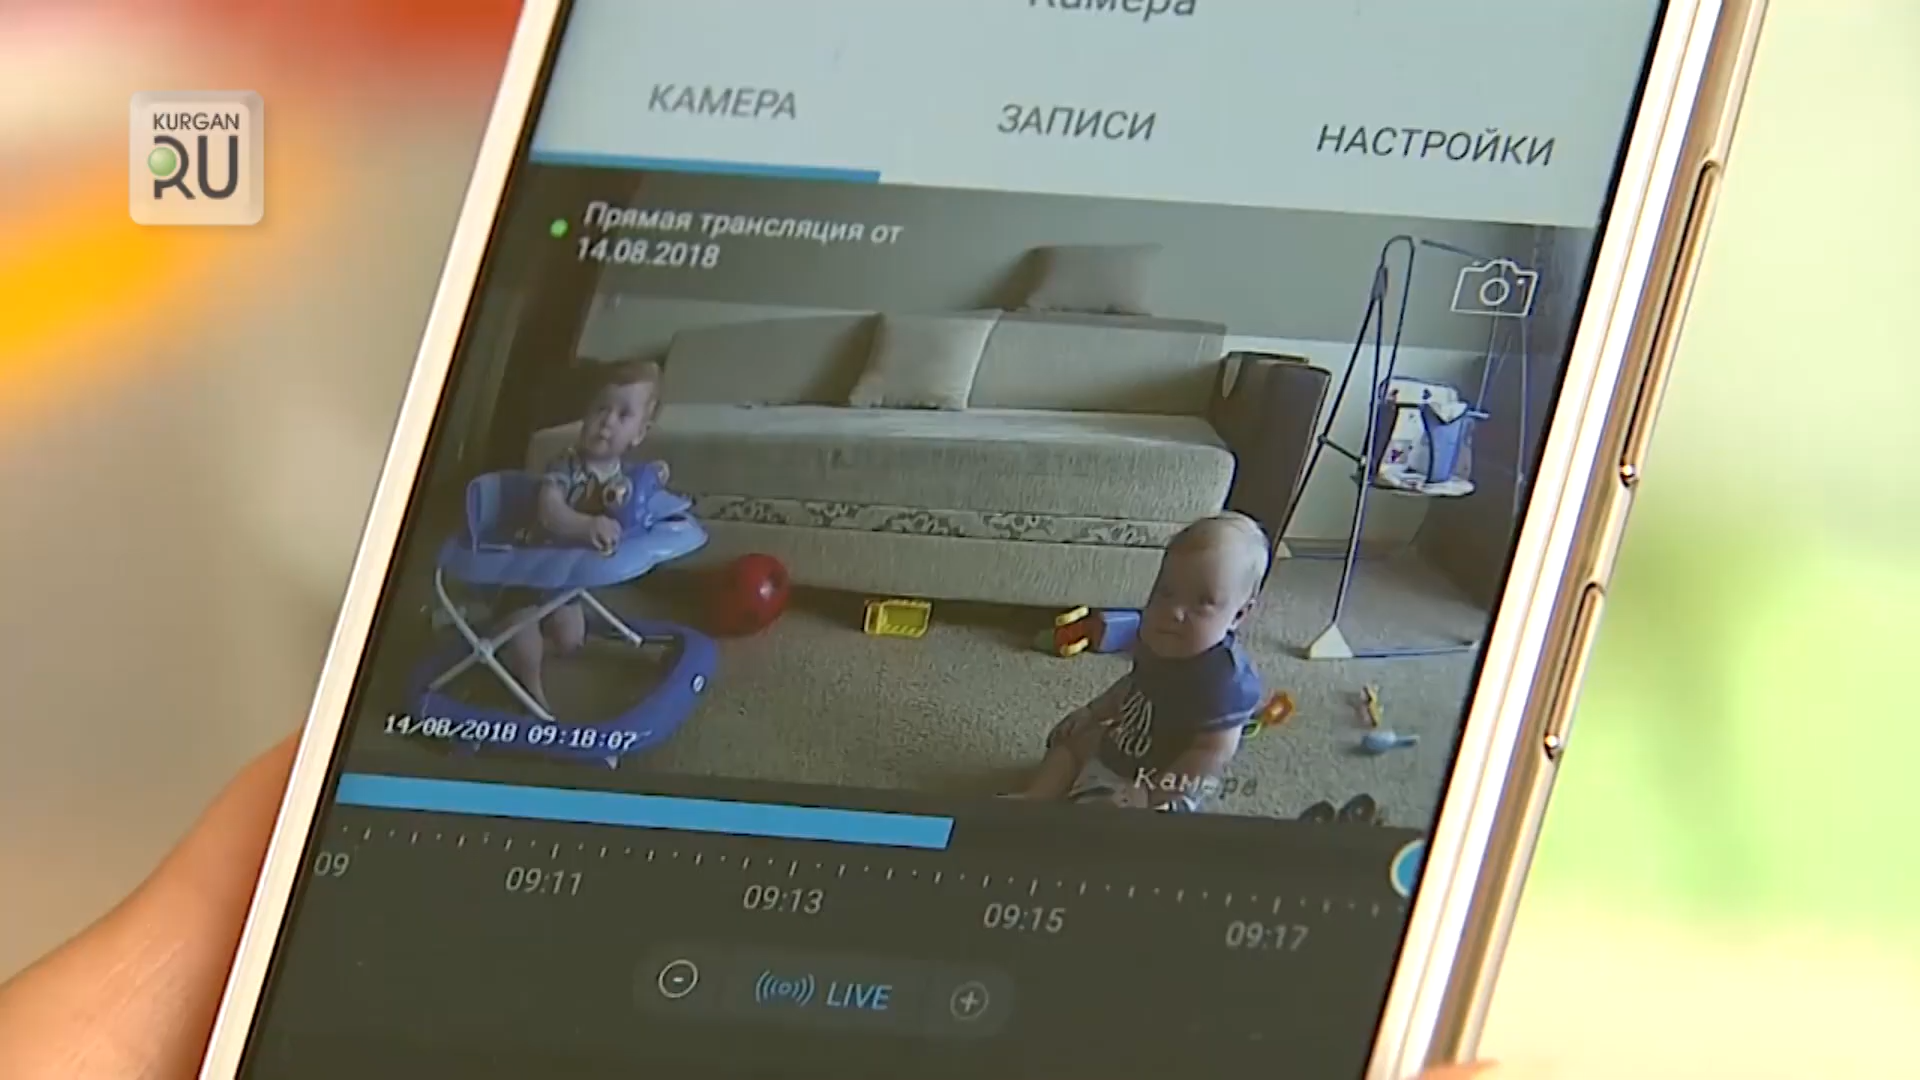 Камера
KURGAN
RU
КАМЕРА
ЗАПИСИ
НАСТРОЙКИ
Прямая трансляция от
14.08.2018
14/08/2018 09:18:07
Камера
09
09:11
09:13
09:15
09:17
LIVE